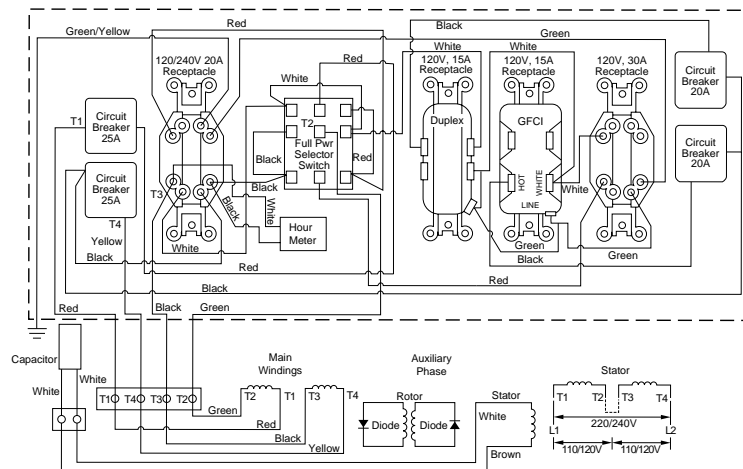 Red
Black
Green/Yellow
Green
Red
White
White
120/240V 20A
Receptacle
White
120V, 15A
Receptacle
120V, 15A
Receptacle
120V, 30A
Receptacle
Circuit
Breaker
20A
T1
Circuit
Breaker
25A
T2
Full Pwr
Selector
Switch
Duplex
GFCI
Circuit
Breaker
20A
Black
Red
HOT
WHITE
White
LINE
Circuit
Breaker
25A
T3
T4
Black
Black
White
Hour
Meter
Yellow
White
Black
Red
Green
Black
Green
Red
Black
Red
Black
Green
Capacitor
White
White
Main
Windings
Auxiliary
Phase
Stator
T1
T4
T3
T2
T2
T1
T3
T4
Rotor
Stator
T1
T2
T3
T4
Green
Red
Black
Yellow
Diode
Diode
White
Brown
220/240V
L1
L2
110/120V
110/120V